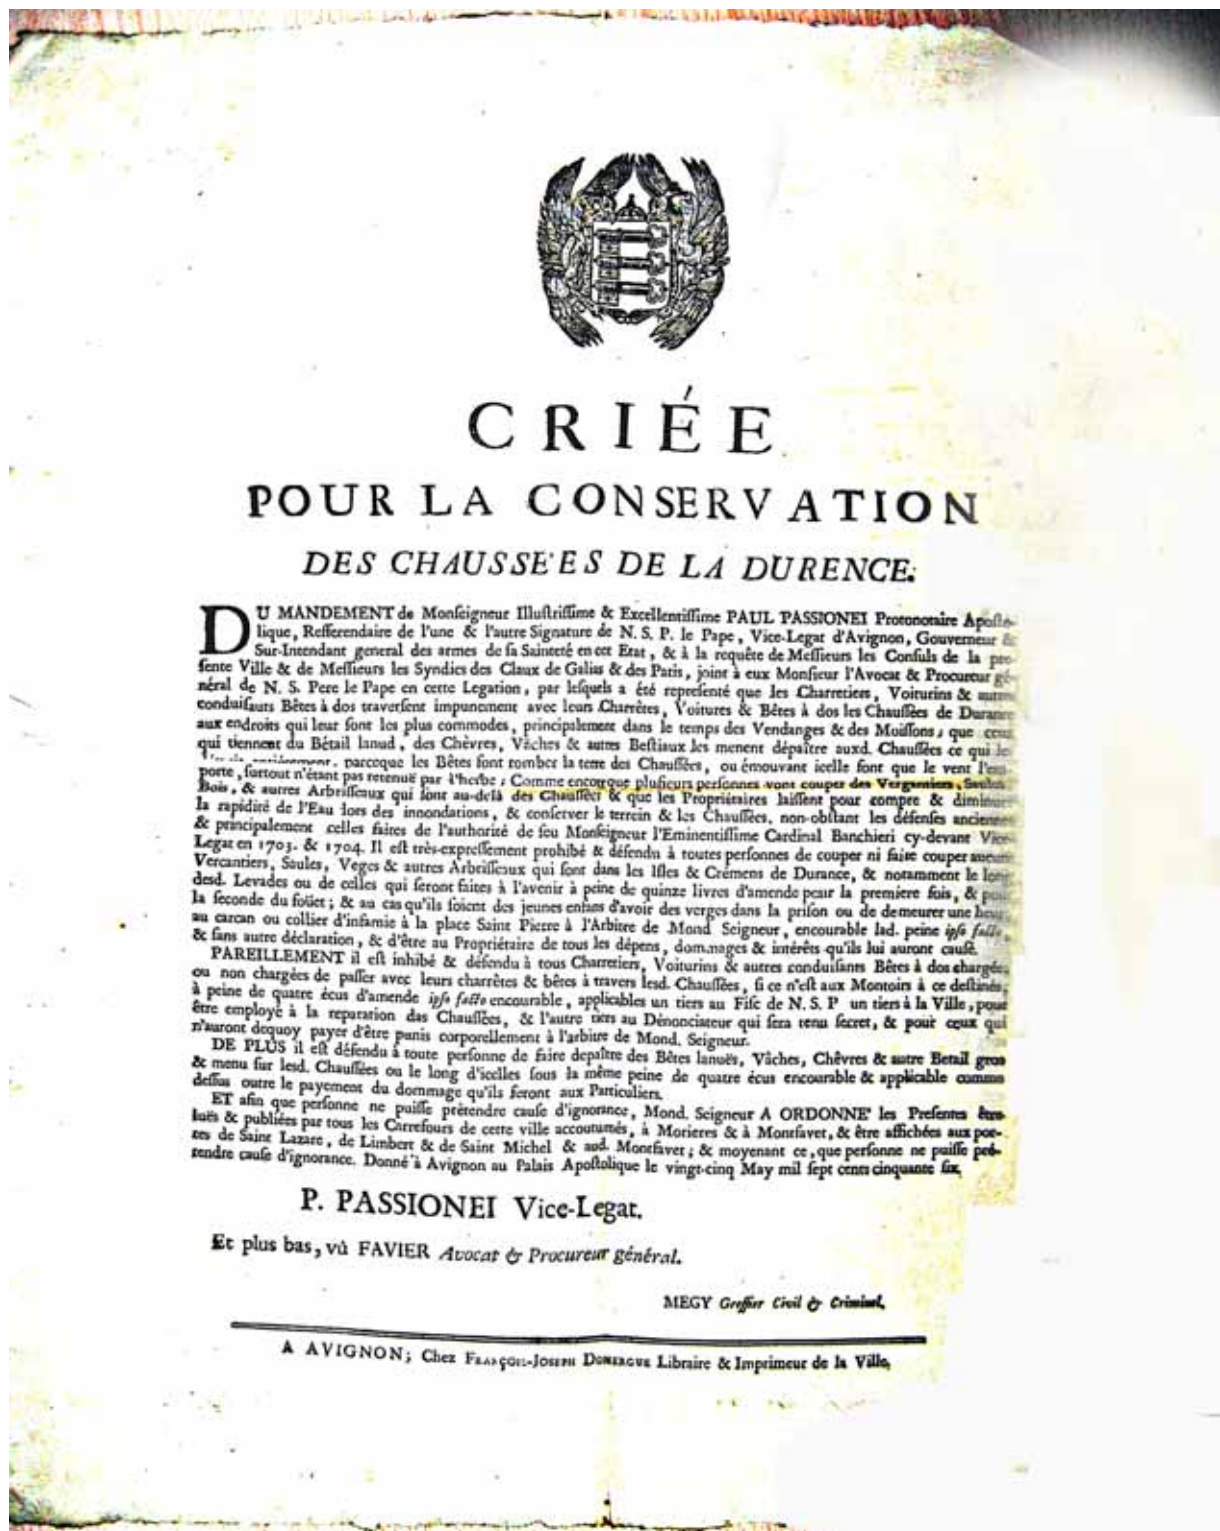 CRIÉE
POUR LA CONSERVATION
DES CHAUSSE'ES DE LA DURENCE.
DU MANDEMENT de Monſeigneur Illuſtriſſime & Excellentiſſime PAUL PASSIONEI Protonotaire Apoſto-
lique, Refferendaire de l'une & l'autre Signature de N. S. P. le Pape, Vice-Legat d'Avignon, Gouverneur &
Sur-Intendant general des armes de ſa Sainteté en cet Etat, & à la requête de Meſſieurs les Conſuls de la pre-
ſente Ville & de Meſſieurs les Syndics des Claux de Galias & des Patis, joint à eux Monſieur l'Avocat & Procureur gé-
néral de N. S. Pere le Pape en cette Legation, par leſquels a été repreſenté que les Charretiers, Voiturins & autres
conduiſants Bêtes à dos traverſent impunement avec leurs Charrêtes, Voitures & Bêtes à dos les Chauſſées de Durance
aux endroits qui leur ſont les plus commodes, principalement dans le temps des Vendanges & des Moiſſons; que ceux
qui tiennent du Bétail lanud, des Chèvres, Vâches & autres Beſtiaux les menent dépaître auxd. Chauſſées ce qui les
parceque les Bêtes font tomber la terre des Chauſſées, ou émouvant icelle font que le vent l'em-
porte, ſurtout n'étant pas retenuë par l'herbe; Comme encorque pluſieurs perſonnes vont couper des Vergantiers, Saules
Bois, & autres Arbriſſeaux qui ſont au-delà des Chauſſées & que les Propriétaires laiſſent pour compre & diminuer
la rapidité de l'Eau lors des innondations, & conſerver le terrein & les Chauſſées, non-obſtant les défenſes anciennes
& principalement celles faites de l'authorité de feu Monſeigneur l'Eminentiſſime Cardinal Banchieri cy-devant Vice-
Legat en 1703. & 1704. Il eſt très-expreſſement prohibé & défendu à toutes perſonnes de couper ni faire couper aucuns
Vercantiers, Saules, Veges & autres Arbriſſeaux qui ſont dans les Iſles & Crémens de Durance, & notamment le long
desd. Levades ou de celles qui ſeront faites à l'avenir à peine de quinze livres d'amende pour la premiere fois, & pour
la ſeconde du foüet; & au cas qu'ils ſoient des jeunes enfans d'avoir des verges dans la priſon ou de demeurer une heure
au carcan ou collier d'infamie à la place Saint Pierre à l'Arbitre de Mond Seigneur, encourable lad. peine ipſo facto,
& ſans autre déclaration, & d'être au Propriétaire de tous les dépens, dommages & intérêts qu'ils lui auront cauſé.
PAREILLEMENT il eſt inhibé & défendu à tous Charretiers, Voiturins & autres conduiſants Bêtes à dos chargées
ou non chargées de paſſer avec leurs charrêtes & bêtes à travers lesd. Chauſſées, ſi ce n'eſt aux Montoirs à ce deſtinés,
à peine de quatre écus d'amende ipſo facto encourable, applicables un tiers au Fiſc de N. S. P un tiers à la Ville, pour
être employé à la reparation das Chauſſées, & l'autre tiers au Dénonciateur qui ſera tenu ſecret, & pour ceux qui
n'auront dequoy payer d'être punis corporellement à l'arbitre de Mond. Seigneur.
DE PLUS il eſt défendu à toute perſonne de faire depaître des Bêtes lanuës, Vâches, Chêvres & autre Betail gros
& menu ſur lesd. Chauſſées ou le long d'icelles ſous la même peine de quatre écus encourable & applicable comme
deſſus outre le payement du dommage qu'ils feront aux Particuliers.
ET afin que perſonne ne puiſſe prétendre cauſe d'ignorance, Mond. Seigneur A ORDONNE' les Preſentes être
luës & publiées par tous les Carrefours de cette ville accoutumés, à Morieres & à Montfavet, & être affichées aux por-
tes de Saint Lazare, de Limbert & de Saint Michel & aud. Montfavet; & moyenant ce, que perſonne ne puiſſe pré-
tendre cauſe d'ignorance. Donné à Avignon au Palais Apoſtolique le vingt-cinq May mil ſept cents cinquante ſix.
P. PASSIONEI Vice-Legat.
Et plus bas, vû FAVIER Avocat & Procureur général.
MEGY Greffier Civil & Criminel.
A AVIGNON; Chez FRANÇOIS-JOSEPH DOMERGUE Libraire & Imprimeur de la Ville,